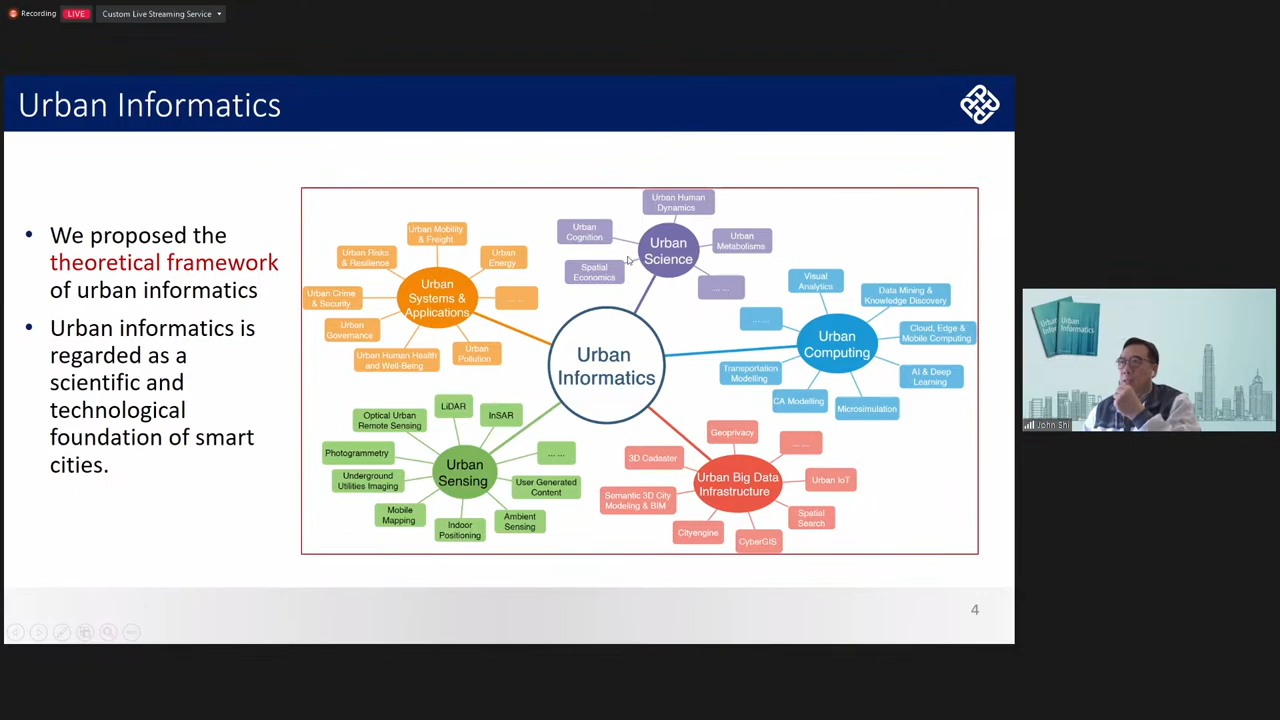 Recording
LIVE
Custom Live Streaming Service
Urban Informatics
• We proposed the
theoretical framework
of urban informatics
• Urban informatics is
regarded as a
scientific and
technological
foundation of smart
cities.
Urban
Informatics
Urban
Systems &
Applications
Urban Mobility
& Freight
Urban Risks
& Resilience
Urban
Energy
Urban Crime
& Security
... ...
Urban
Governance
Urban Human Health
and Well-Being
Urban
Pollution
Urban
Science
Urban Human
Dynamics
Urban
Cognition
Urban
Metabolisms
Spatial
Economics
... ...
Urban
Computing
Visual
Analytics
Data Mining &
Knowledge Discovery
... ...
Cloud, Edge &
Mobile Computing
Transportation
Modelling
AI & Deep
Learning
CA Modelling
Microsimulation
Urban
Sensing
LiDAR
Optical Urban
Remote Sensing
InSAR
Photogrammetry
... ...
Underground
Utilities Imaging
User Generated
Content
Mobile
Mapping
Indoor
Positioning
Ambient
Sensing
Urban Big Data
Infrastructure
Geoprivacy
... ...
3D Cadaster
Urban IoT
Semantic 3D City
Modeling & BIM
Spatial
Search
Cityengine
CyberGIS
4
Informatics
John Shi